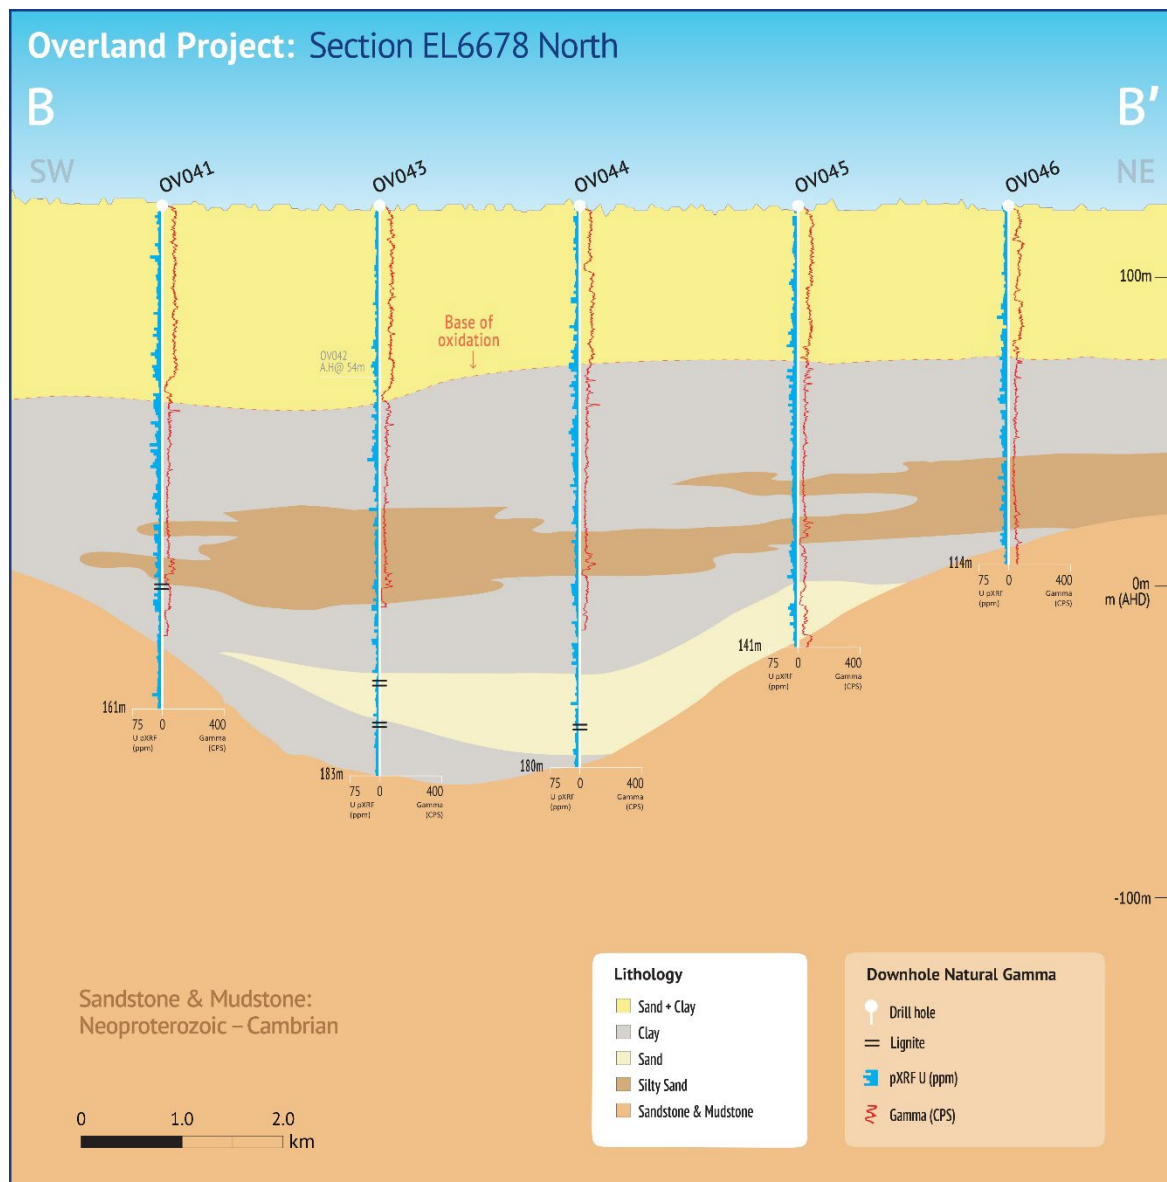 Overland Project: Section EL6678 North
B
B'
SW
NE
OV041
OV043
OV044
OV045
OV046
100m
Base of
oxidation
OV042
A.H@ 54m
0m
m (AHD)
114m
75 0 400
U pXRF
(ppm)
Gamma
(CPS)
141m
75 0 400
U pXRF
(ppm)
Gamma
(CPS)
161m
75 0 400
U pXRF
(ppm)
Gamma
(CPS)
183m
75 0 400
U pXRF
(ppm)
Gamma
(CPS)
180m
75 0 400
U pXRF
(ppm)
Gamma
(CPS)
-100m
Sandstone & Mudstone:
Neoproterozoic – Cambrian
0 1.0 2.0
km
Lithology
Sand + Clay
Clay
Sand
Silty Sand
Sandstone & Mudstone
Downhole Natural Gamma
Drill hole
Lignite
pXRF U (ppm)
Gamma (CPS)